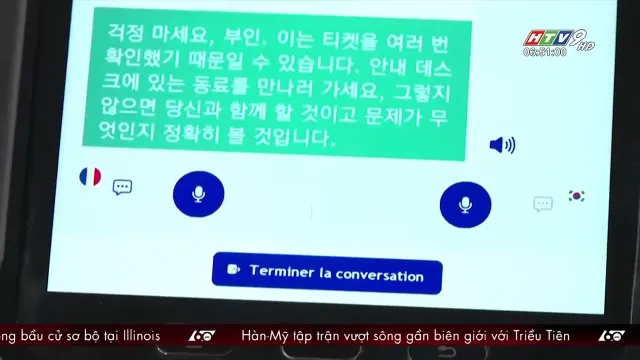 HTV9 HD
06:51:00
걱정 마세요, 부인. 이는 티켓을 여러 번
확인했기 때문일 수 있습니다. 안내 데스
크에 있는 동료를 만나러 가세요, 그렇지
않으면 당신과 함께 할 것이고 문제가 무
엇인지 정확히 볼 것입니다.
Terminer la conversation
ng bầu cử sơ bộ tại Illinois
60
Hàn-Mỹ tập trận vượt sông gần biên giới với Triều Tiên
60